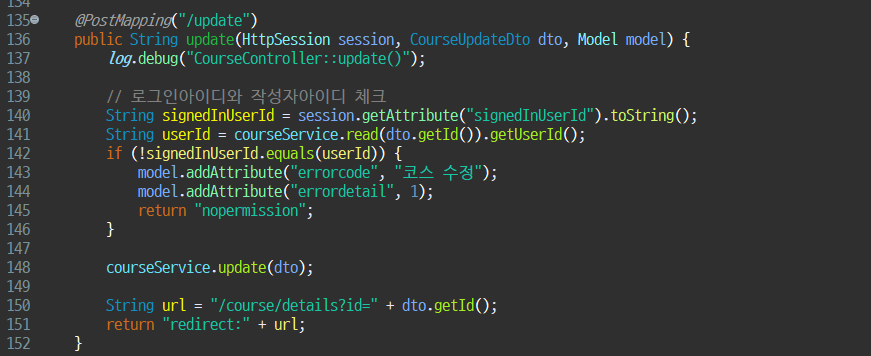 134
135 @PostMapping("/update")
136 public String update(HttpSession session, CourseUpdateDto dto, Model model) {
137 log.debug("CourseController::update()");
138
139 // 로그인아이디와 작성자아이디 체크
140 String signedInUserId = session.getAttribute("signedInUserId").toString();
141 String userId = courseService.read(dto.getId()).getUserId();
142 if (!signedInUserId.equals(userId)) {
143 model.addAttribute("errorcode", "코스 수정");
144 model.addAttribute("errordetail", 1);
145 return "nopermission";
146 }
147
148 courseService.update(dto);
149
150 String url = "/course/details?id=" + dto.getId();
151 return "redirect:" + url;
152 }